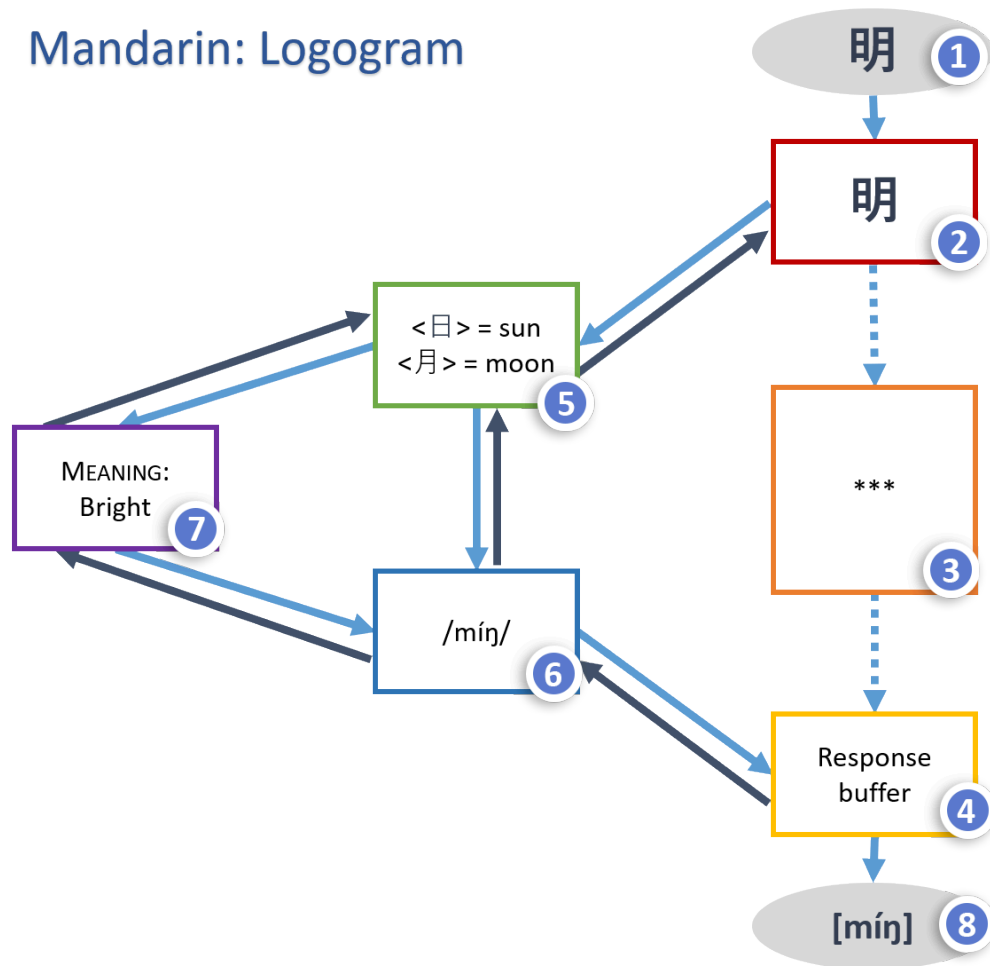 Mandarin: Logogram
明
1
明
2
<日> = sun
<月> = moon
5
MEANING:
Bright
7
***
3
/míŋ/
6
Response
buffer
4
[míŋ]
8